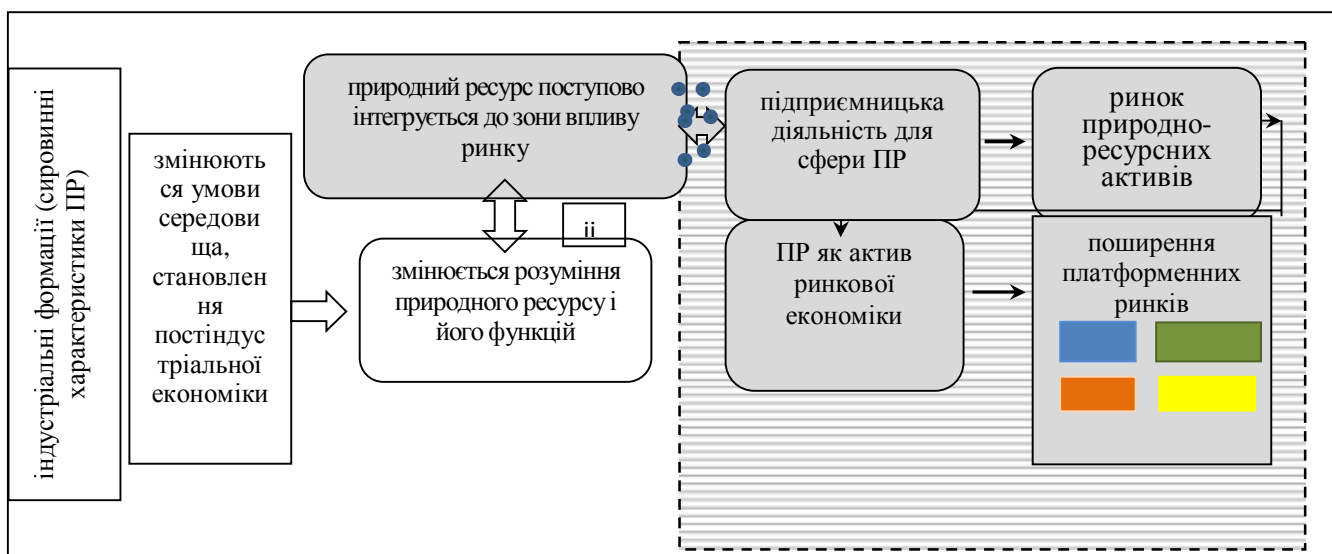 індустріальні формації (сировинні
характеристики ПР)
змінюють
ся умови
середови
ща,
становлен
ня
постіндус
тріальної
економіки
природний ресурс поступово
інтегрується до зони впливу
ринку
ii
змінюється розуміння
природного ресурсу і
його функцій
підприємницька
діяльність для
сфери ПР
ринок
природно-
ресурсних
активів
ПР як актив
ринкової
економіки
поширення
платформенних
ринків